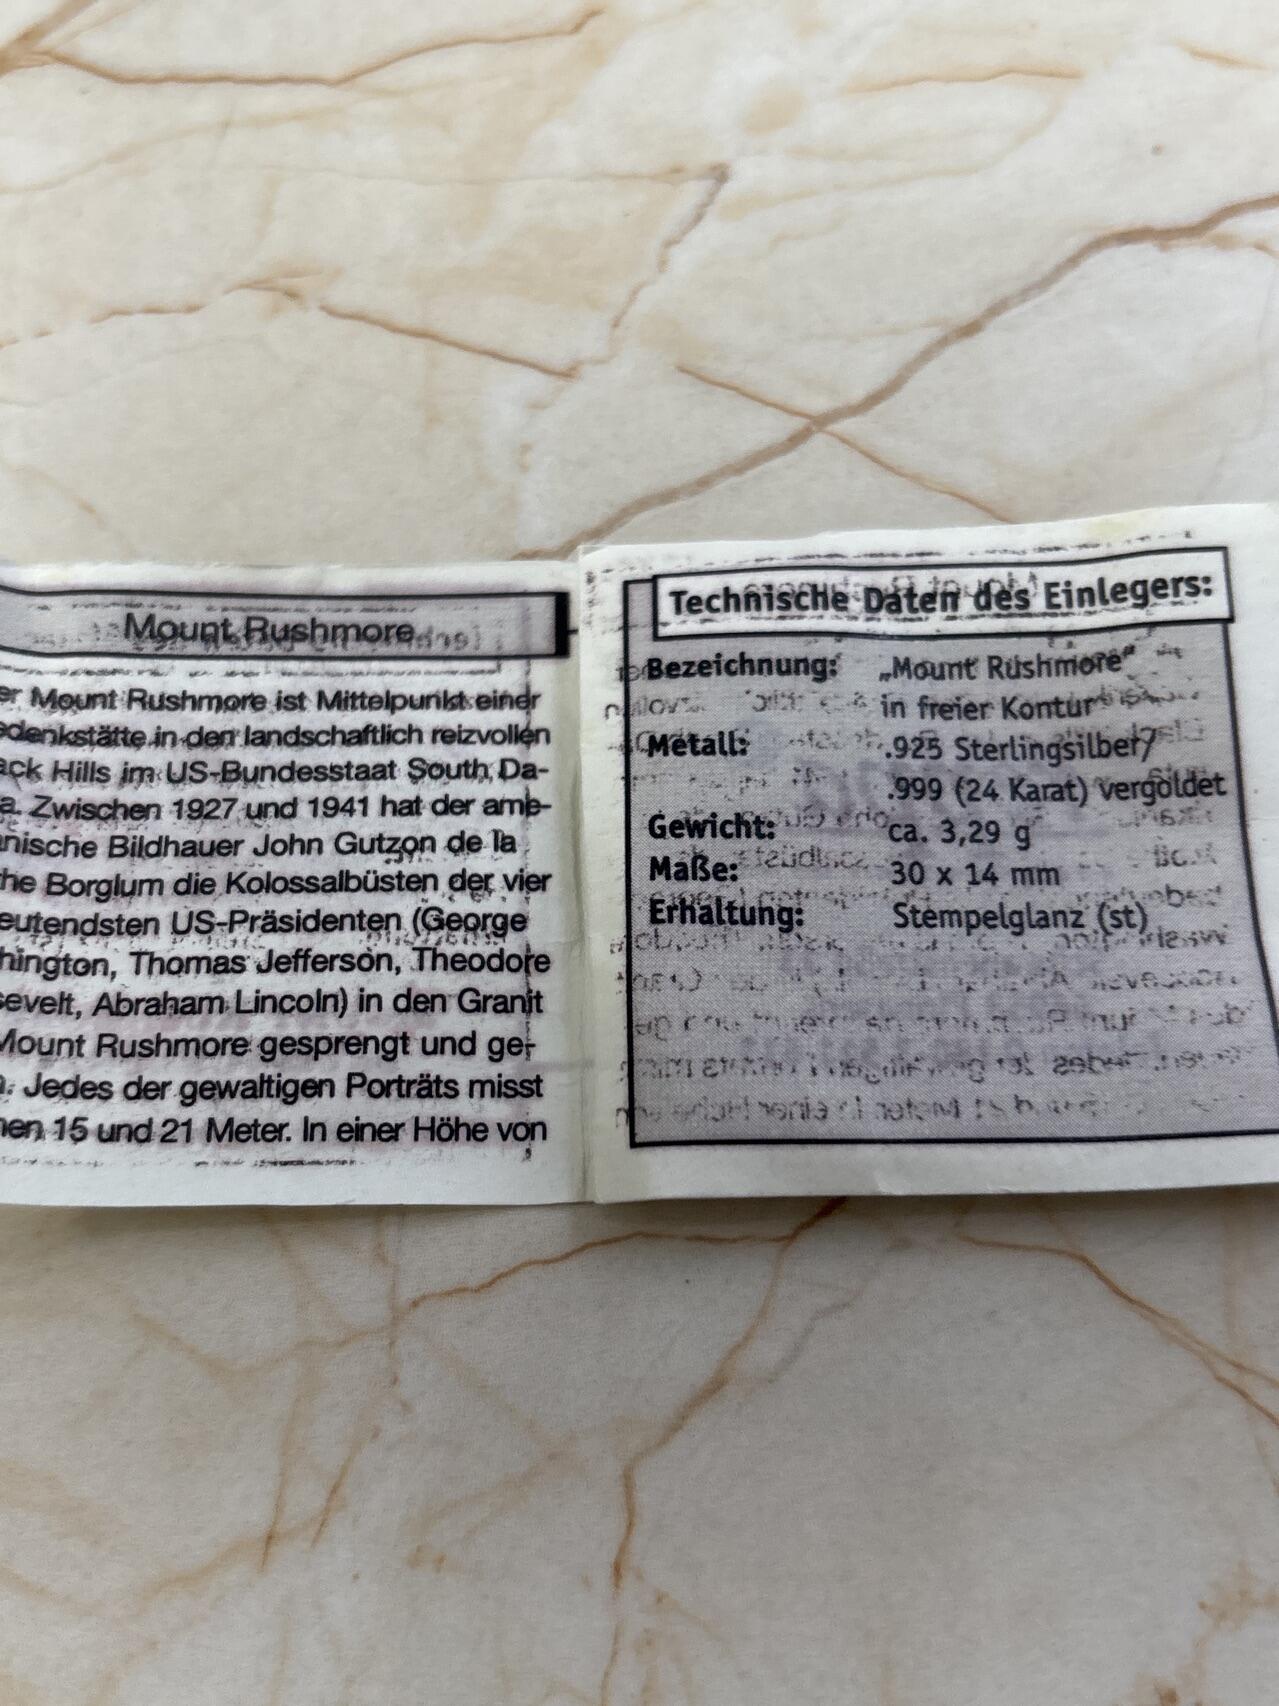 Mount Rushmore
er Mount Rushmore ist Mittelpunkt einer
edenkstätte in den landschaftlich reizvollen
ack Hills im US-Bundesstaat South Da-
a. Zwischen 1927 und 1941 hat der ame-
nische Bildhauer John Gutzon de la
he Borglum die Kolossalbüsten der vier
eutendsten US-Präsidenten (George
hington, Thomas Jefferson, Theodore
sevelt, Abraham Lincoln) in den Granit
Mount Rushmore gesprengt und ge-
n. Jedes der gewaltigen Porträts misst
hen 15 und 21 Meter. In einer Höhe von
Technische Daten des Einlegers:
Bezeichnung: „Mount Rushmore“
in freier Kontur
Metall: .925 Sterlingsilber/
.999 (24 Karat) vergoldet
Gewicht: ca. 3,29 g
Maße: 30 x 14 mm
Erhaltung: Stempelglanz (st)